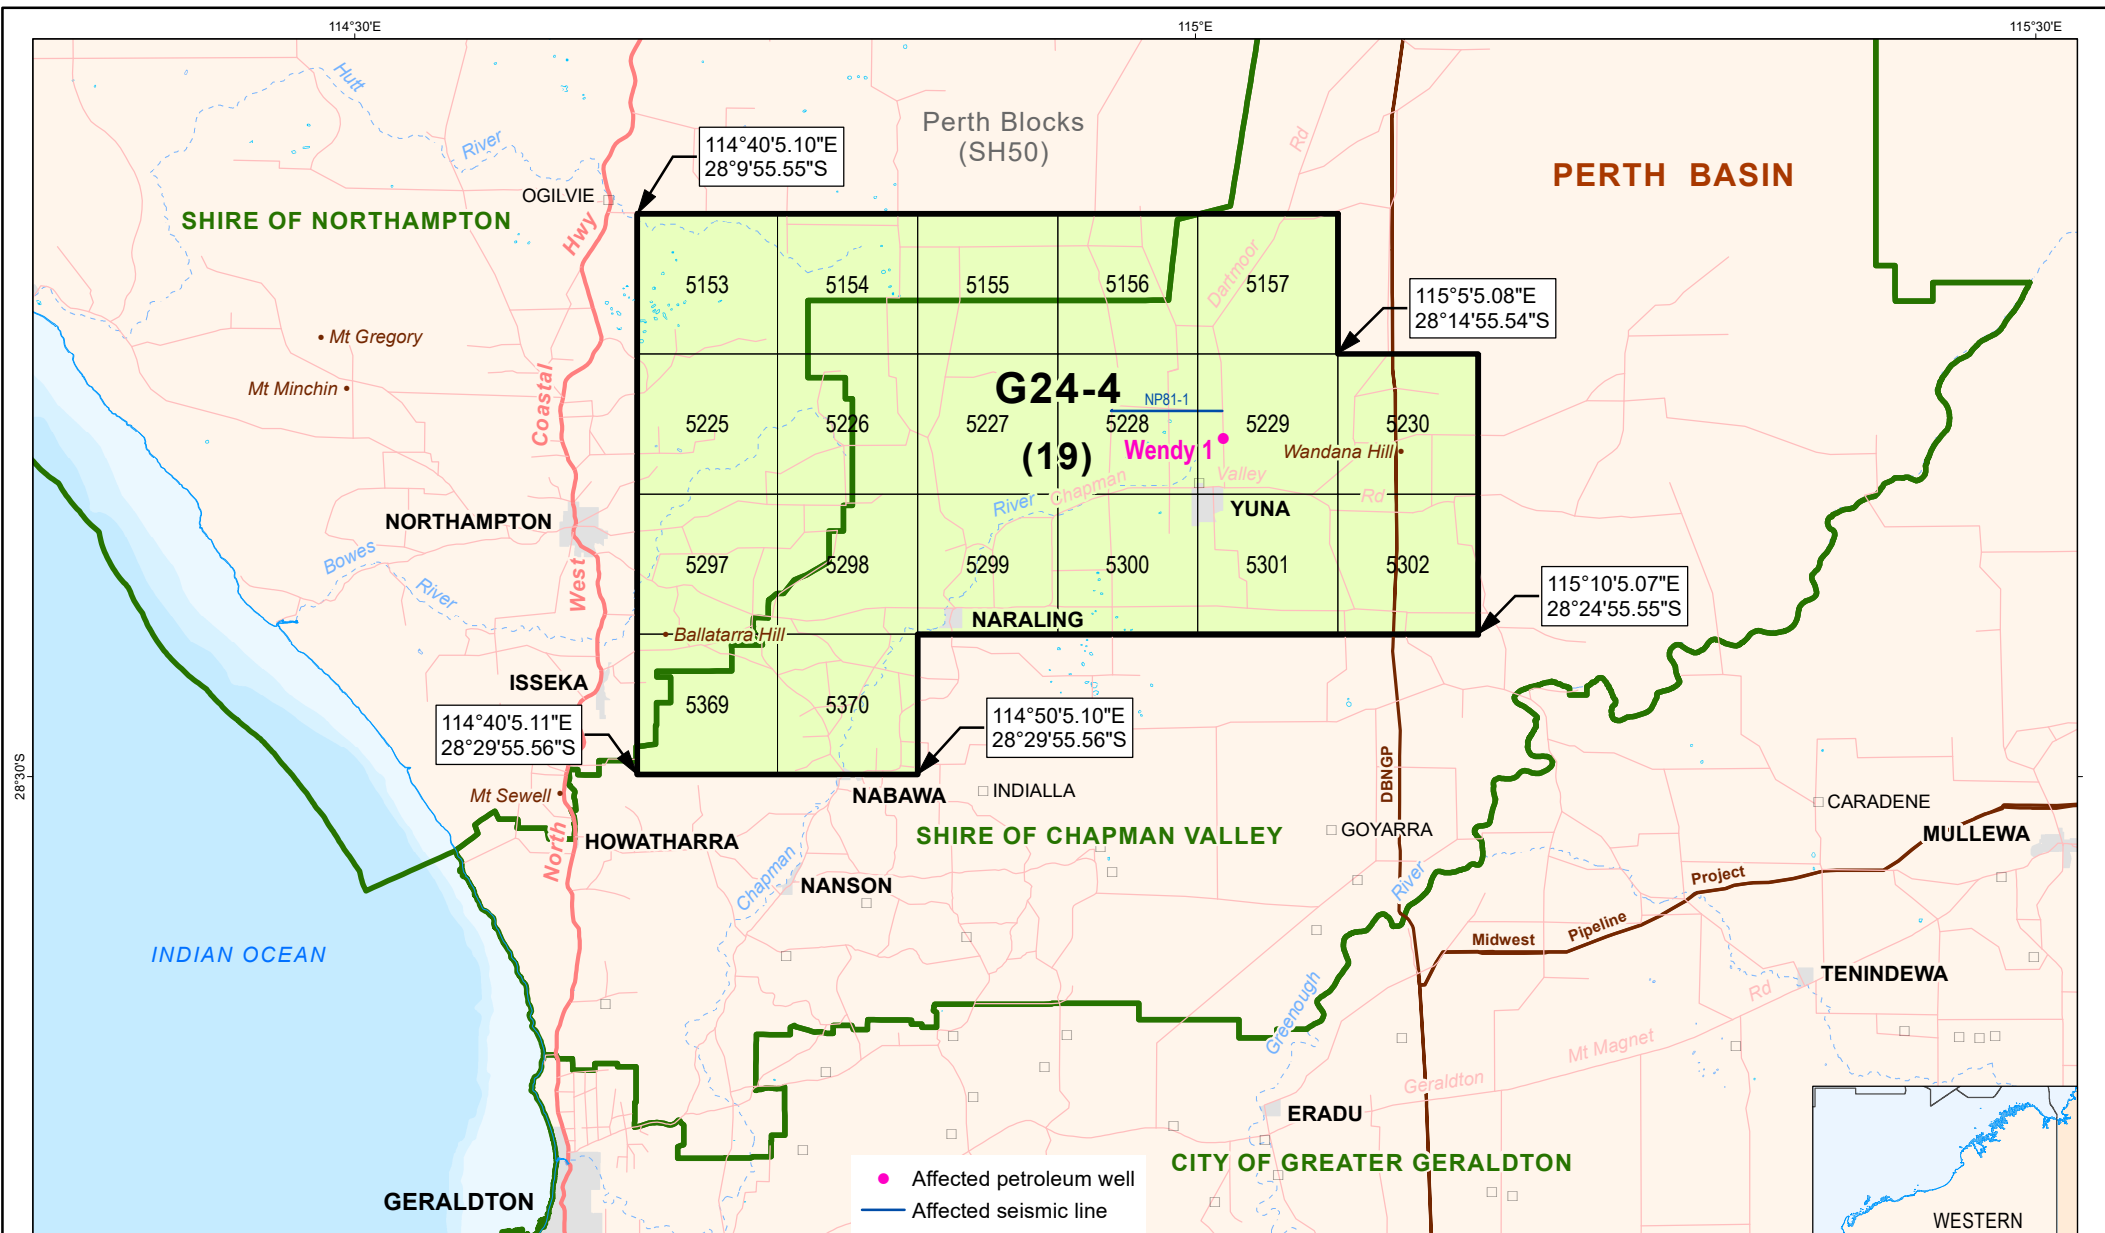 114°30'E
115°E
115°30'E
Hutt
River
Perth Blocks
(SH50)
Rd
114°40'5.10"E
28°9'55.55"S
PERTH BASIN
OGILVIE
SHIRE OF NORTHAMPTON
Hwy
Dartmoor
5153
5154
5155
5156
5157
115°5'5.08"E
28°14'55.54"S
Mt Gregory
Mt Minchin
Coastal
G24-4
NP81-1
5225
5226
5227
5228
5229
5230
(19)
Wendy 1
Wandana Hill
Valley
Chapman
River
Rd
NORTHAMPTON
YUNA
Bowes
River
West
5297
5298
5299
5300
5301
5302
115°10'5.07"E
28°24'55.55"S
NARALING
Ballatarra Hill
ISSEKA
5369
5370
114°40'5.11"E
28°29'55.56"S
114°50'5.10"E
28°29'55.56"S
28°30'S
DBNGP
Mt Sewell
NABAWA
INDIALLA
CARADENE
North
HOWATHARRA
SHIRE OF CHAPMAN VALLEY
GOYARRA
MULLEWA
Chapman
NANSON
River
Project
Pipeline
Midwest
INDIAN OCEAN
TENINDEWA
Greenough
Rd
Mt Magnet
Geraldton
ERADU
CITY OF GREATER GERALDTON
Affected petroleum well
GERALDTON
Affected seismic line
WESTERN